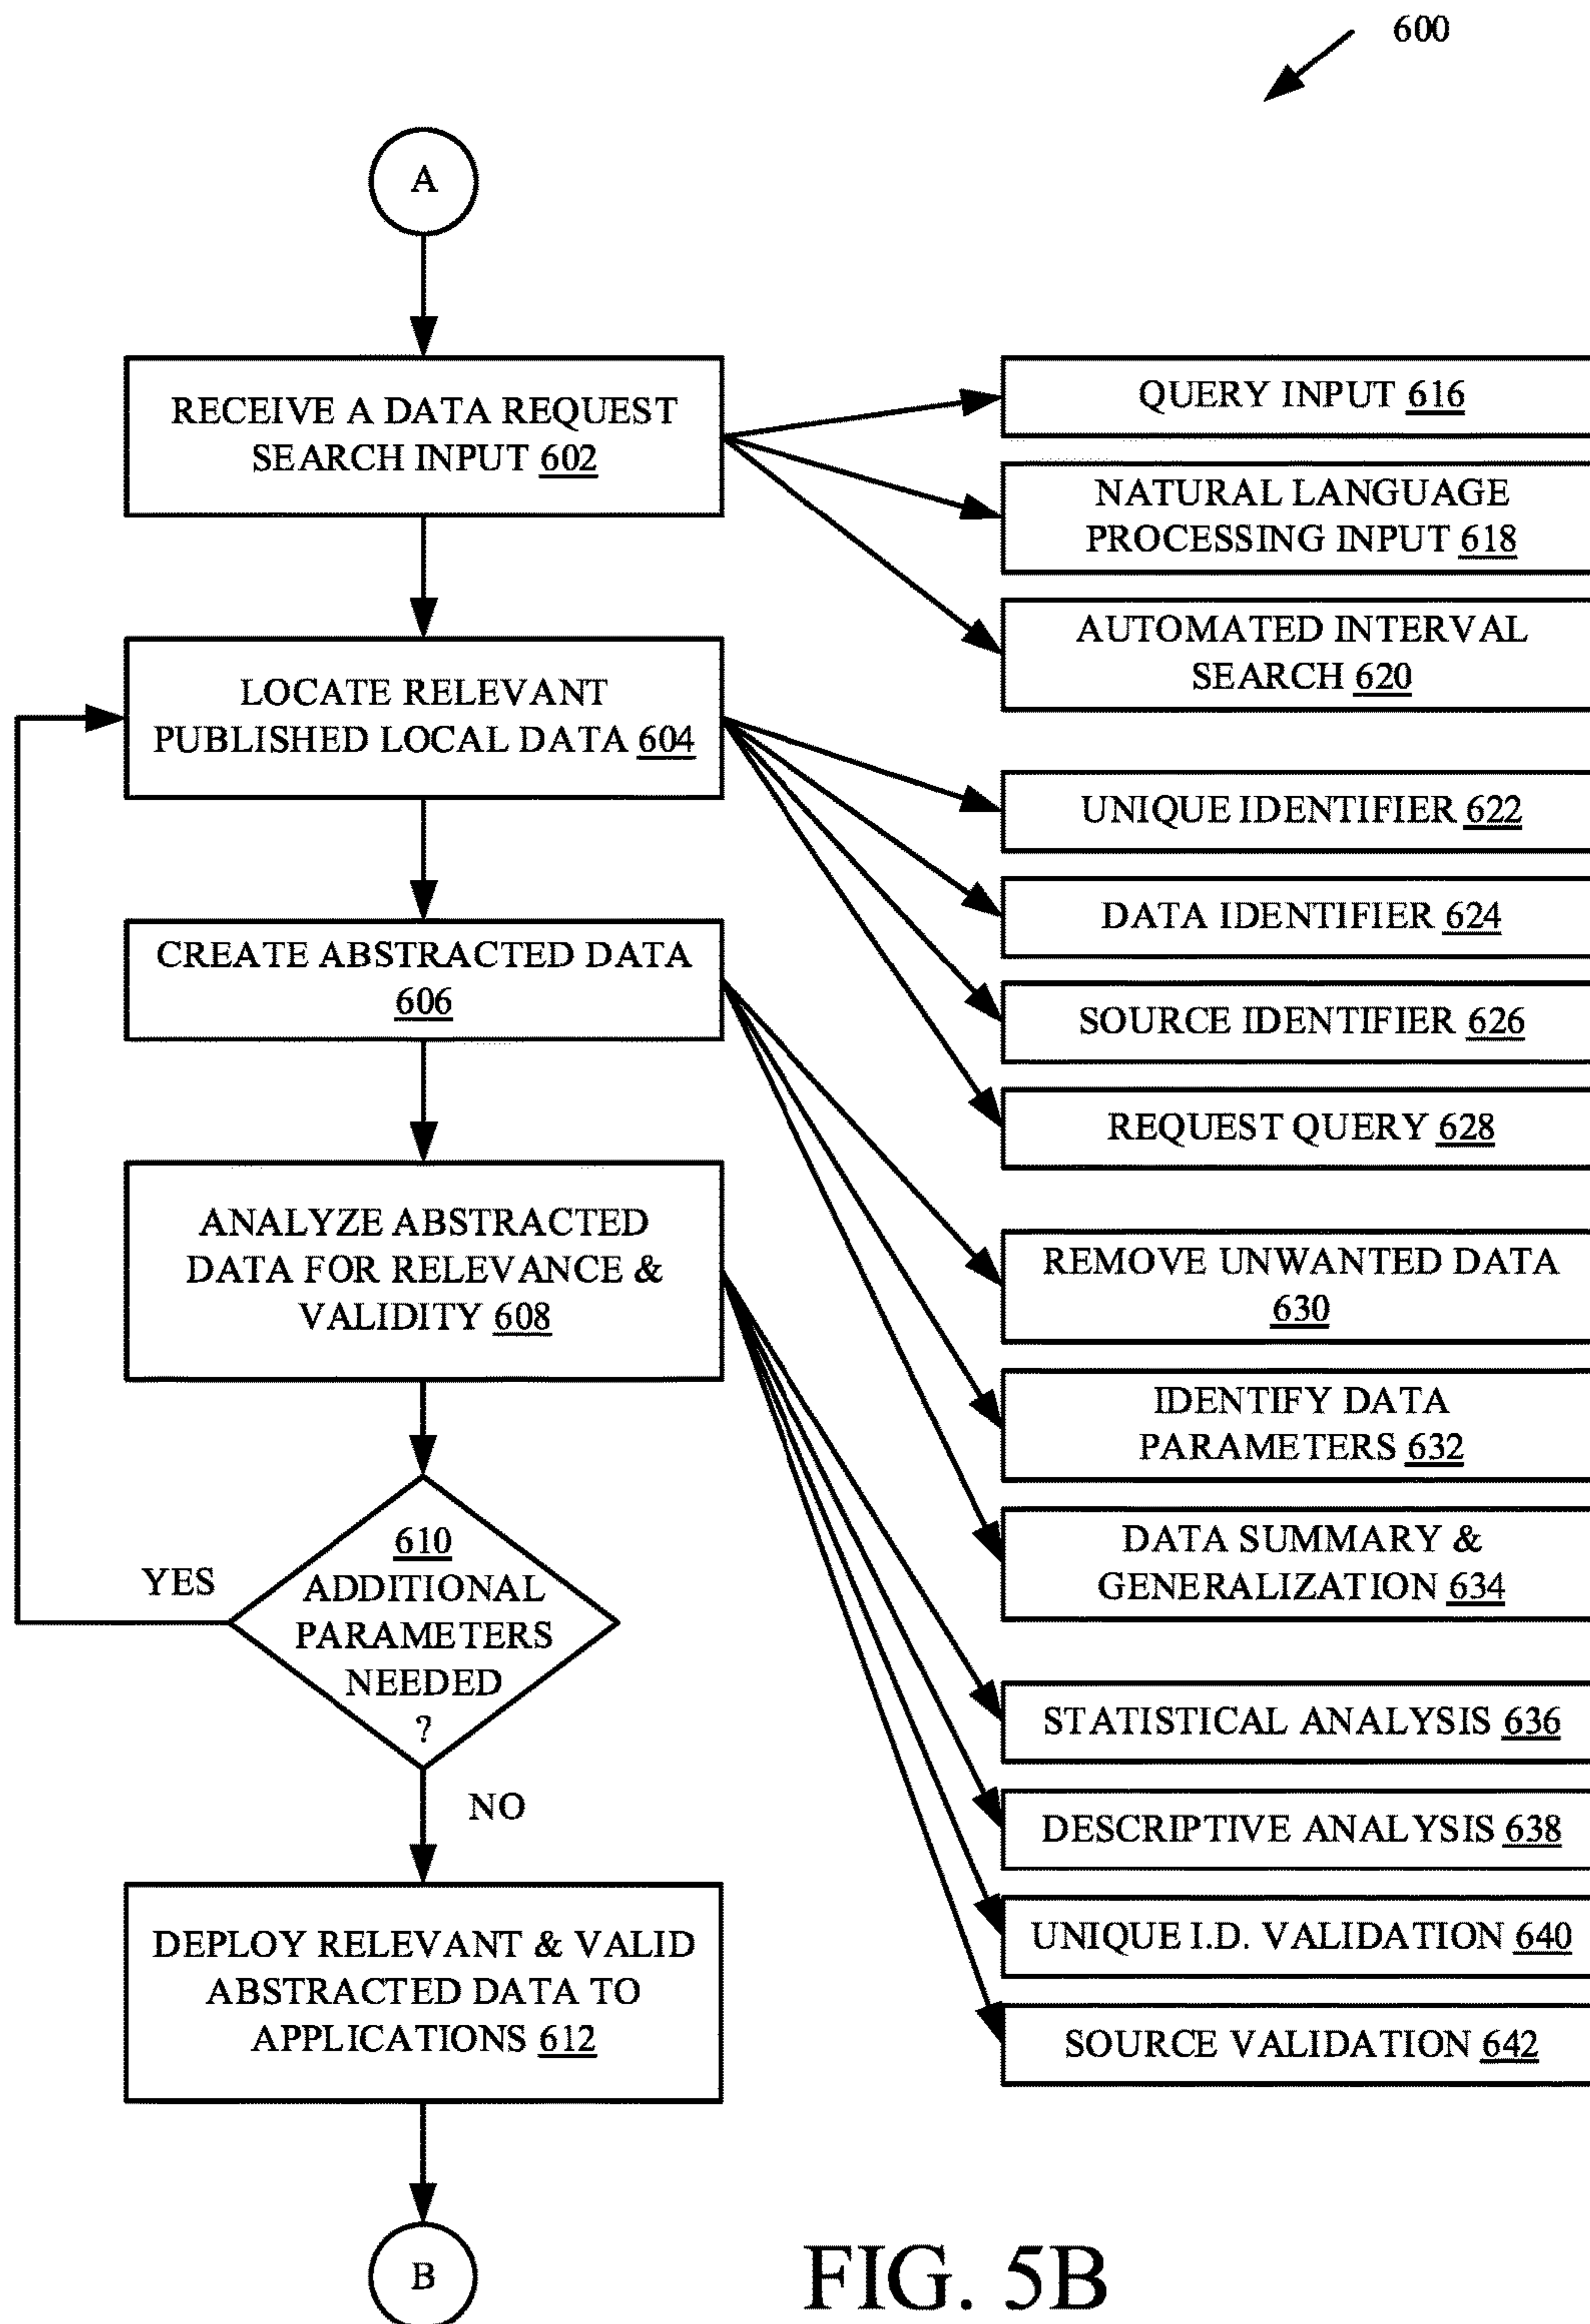 600
A
RECEIVE A DATA REQUEST
SEARCH INPUT 602
QUERY INPUT 616
NATURAL LANGUAGE
PROCESSING INPUT 618
AUTOMATED INTERVAL
SEARCH 620
LOCATE RELEVANT
PUBLISHED LOCAL DATA 604
UNIQUE IDENTIFIER 622
DATA IDENTIFIER 624
SOURCE IDENTIFIER 626
REQUEST QUERY 628
CREATE ABSTRACTED DATA
606
REMOVE UNWANTED DATA
630
IDENTIFY DATA
PARAMETERS 632
DATA SUMMARY &
GENERALIZATION 634
ANALYZE ABSTRACTED
DATA FOR RELEVANCE &
VALIDITY 608
STATISTICAL ANALYSIS 636
DESCRIPTIVE ANALYSIS 638
UNIQUE I.D. VALIDATION 640
SOURCE VALIDATION 642
610
ADDITIONAL
PARAMETERS
NEEDED
?
YES
NO
DEPLOY RELEVANT & VALID
ABSTRACTED DATA TO
APPLICATIONS 612
B
FIG. 5B